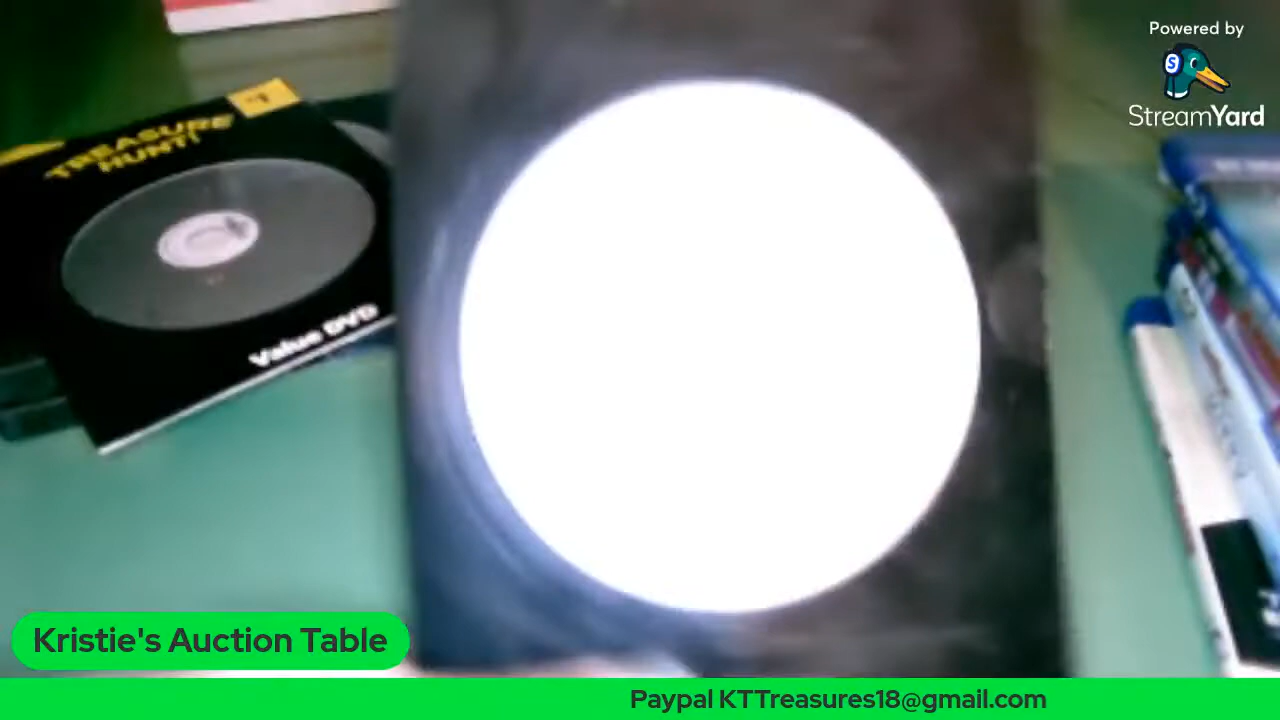 Powered by
StreamYard
TREASURE
HUNT!
Value DVD
Kristie's Auction Table
Paypal KTTreasures18@gmail.com